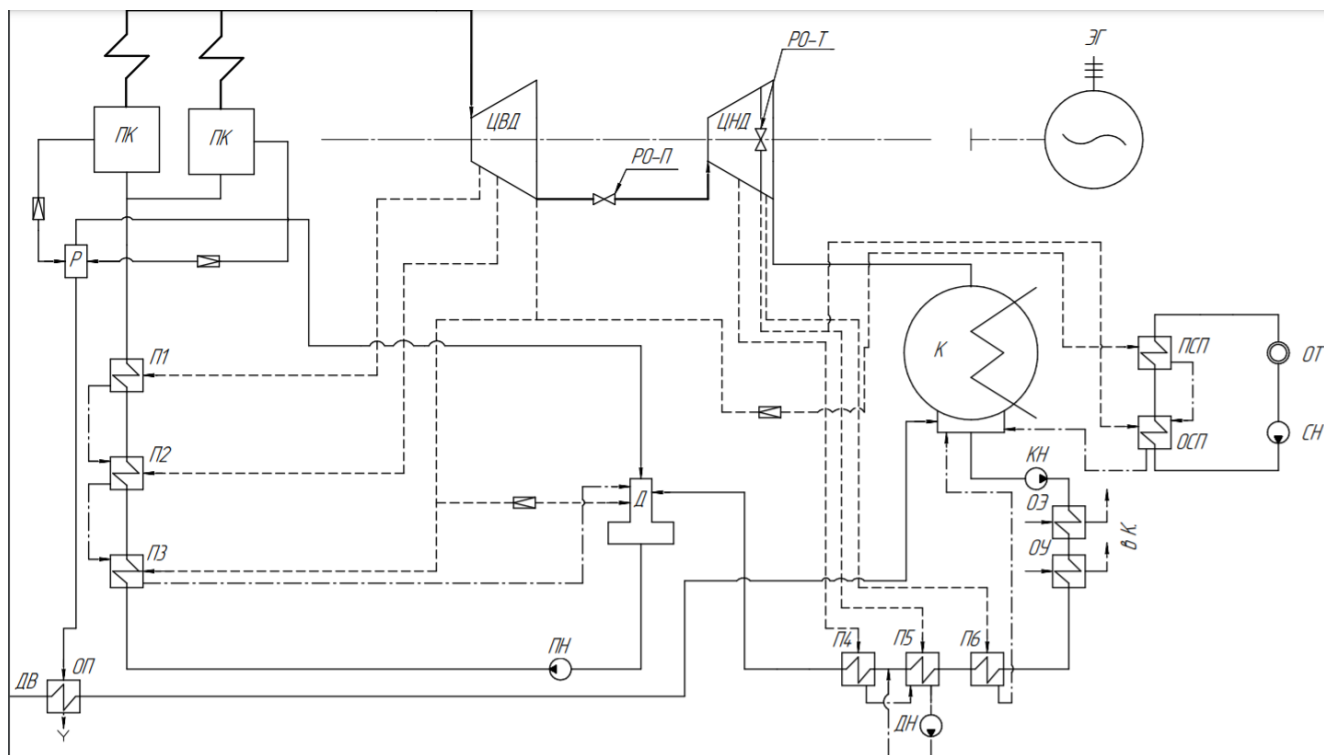 РО-Т
ЭГ
ПК
ПК
ЦВД
ЦНД
РО-П
Р
П1
К
ПСП
ОТ
ОСП
СН
П2
КН
Д
ОЭ
ОУ
в К.
П3
ПН
П4
П5
П6
ОП
ДВ
ДН